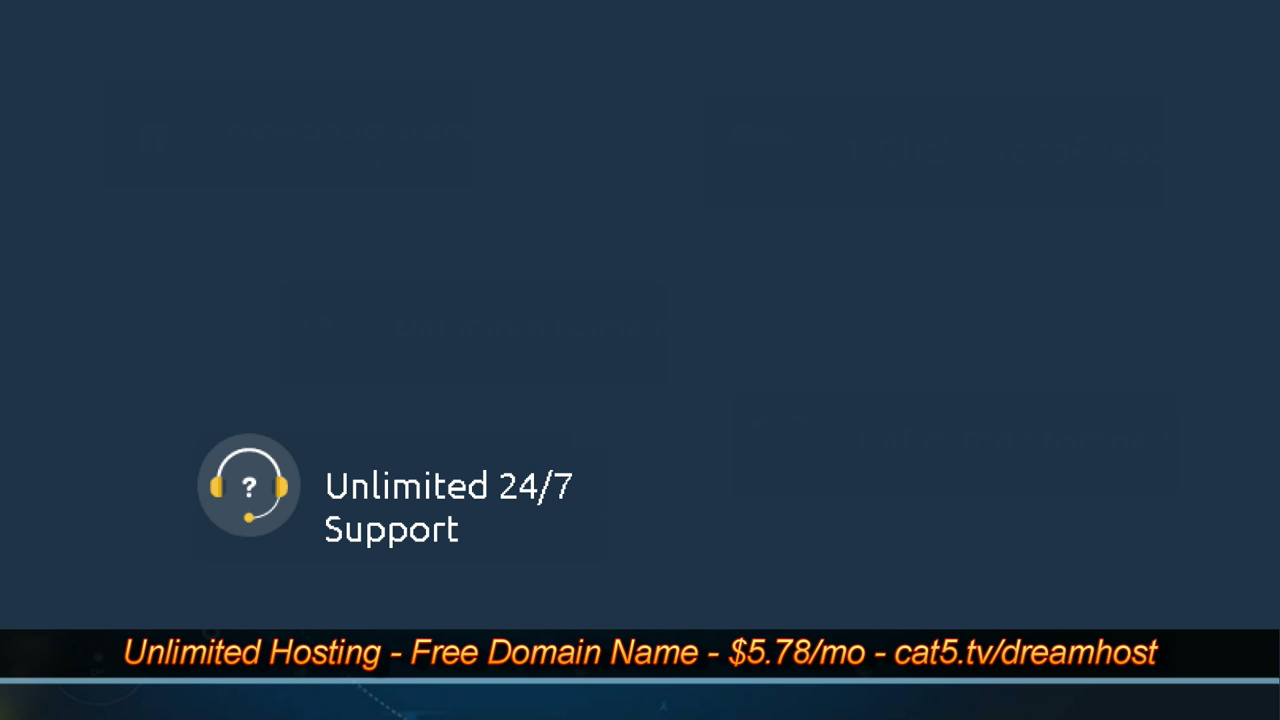 ?
Unlimited 24/7
Support
Unlimited Hosting - Free Domain Name - $5.78/mo - cat5.tv/dreamhost